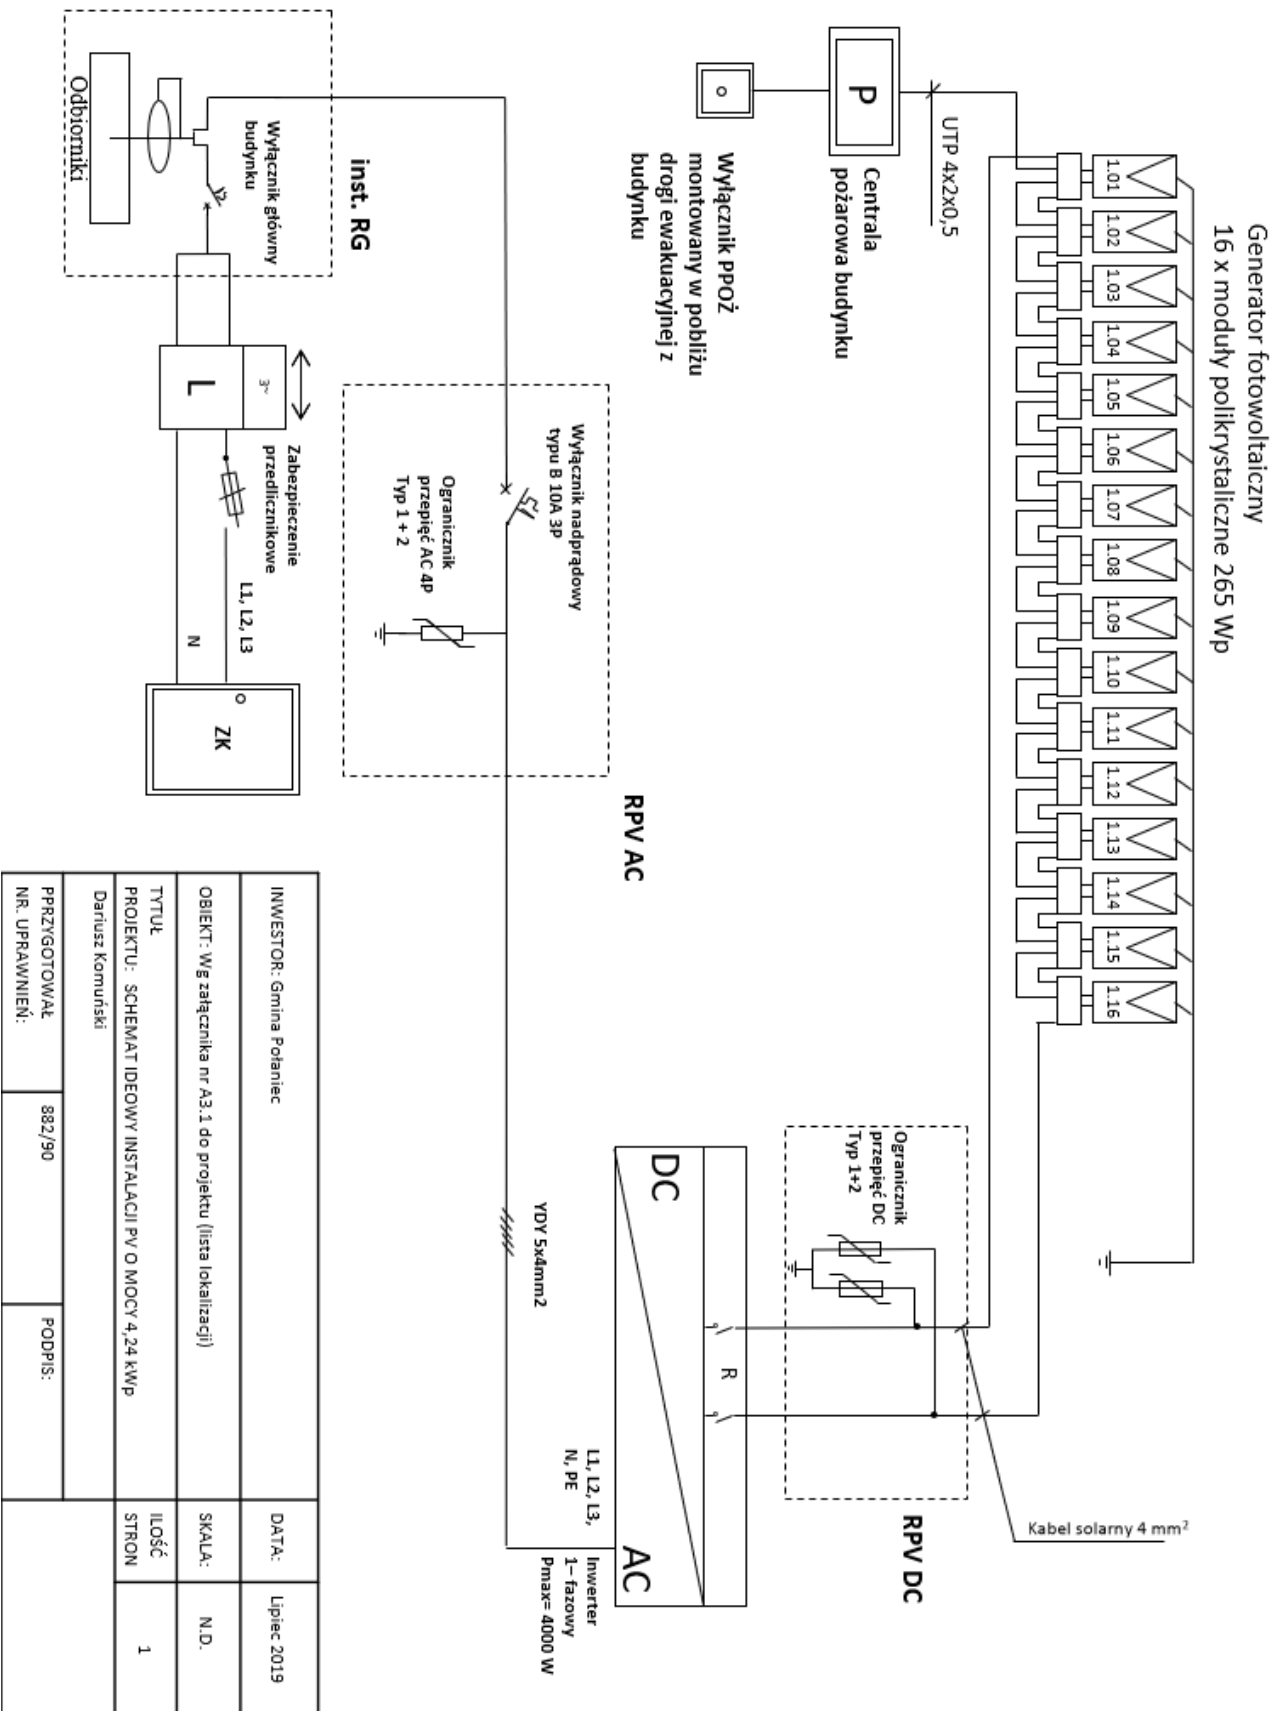 Generator fotowoltaiczny
16 x moduły polikrystaliczne 265 Wp
1.01
1.02
1.03
1.04
1.05
1.06
1.07
1.08
1.09
1.10
1.11
1.12
1.13
1.14
1.15
1.16
UTP 4x2x0,5
P
Centrala
pożarowa budynku
Wyłącznik PPOŻ
montowany w pobliżu
drogi ewakuacyjnej z
budynku
Kabel solarny 4 mm²
RPV DC
Ogranicznik
przepięć DC
Typ 1+2
R
DC
AC
L1, L2, L3,
N, PE
Inwerter
1– fazowy
Pmax= 4000 W
YDY 5x4mm2
RPV AC
Wyłącznik nadprądowy
typu B 10A 3P
Ogranicznik
przepięć AC 4P
Typ 1 + 2
inst. RG
Wyłącznik główny
budynku
Odbiorniki
3~
L
Zabezpieczenie
przedlicznikowe
L1, L2, L3
N
ZK
INWESTOR: Gmina Połaniec
DATA:
Lipiec 2019
OBIEKT: Wg załącznika nr A3.1 do projektu (lista lokalizacji)
SKALA:
N.D.
TYTUŁ
PROJEKTU: SCHEMAT IDEOWY INSTALACJI PV O MOCY 4,24 kWp
ILOŚĆ
STRON
1
Dariusz Komuński
PPRZYGOTOWAŁ
NR. UPRAWNIEŃ:
882/90
PODPIS: